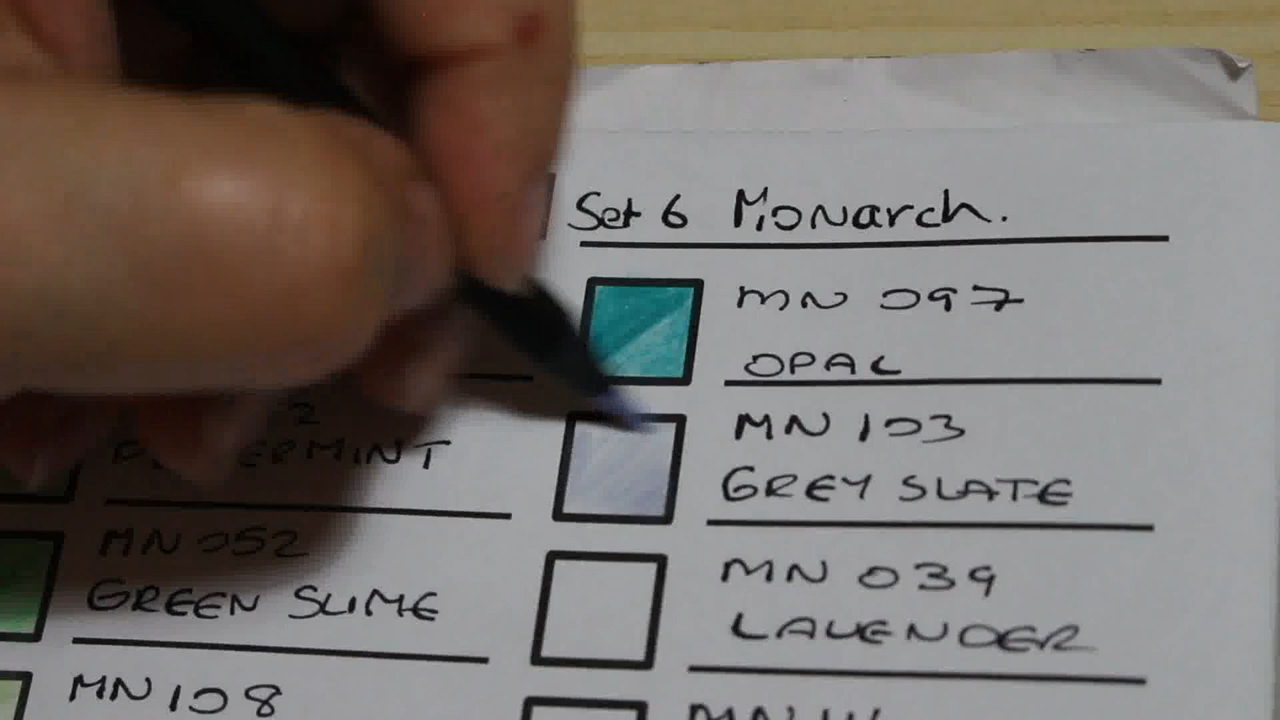 Set 6 Monarch.
MN 097
OPAL
MN 103
GREY SLATE
MN 039
LAVENDER
MINT
MN 052
GREEN SLIME
MN 108